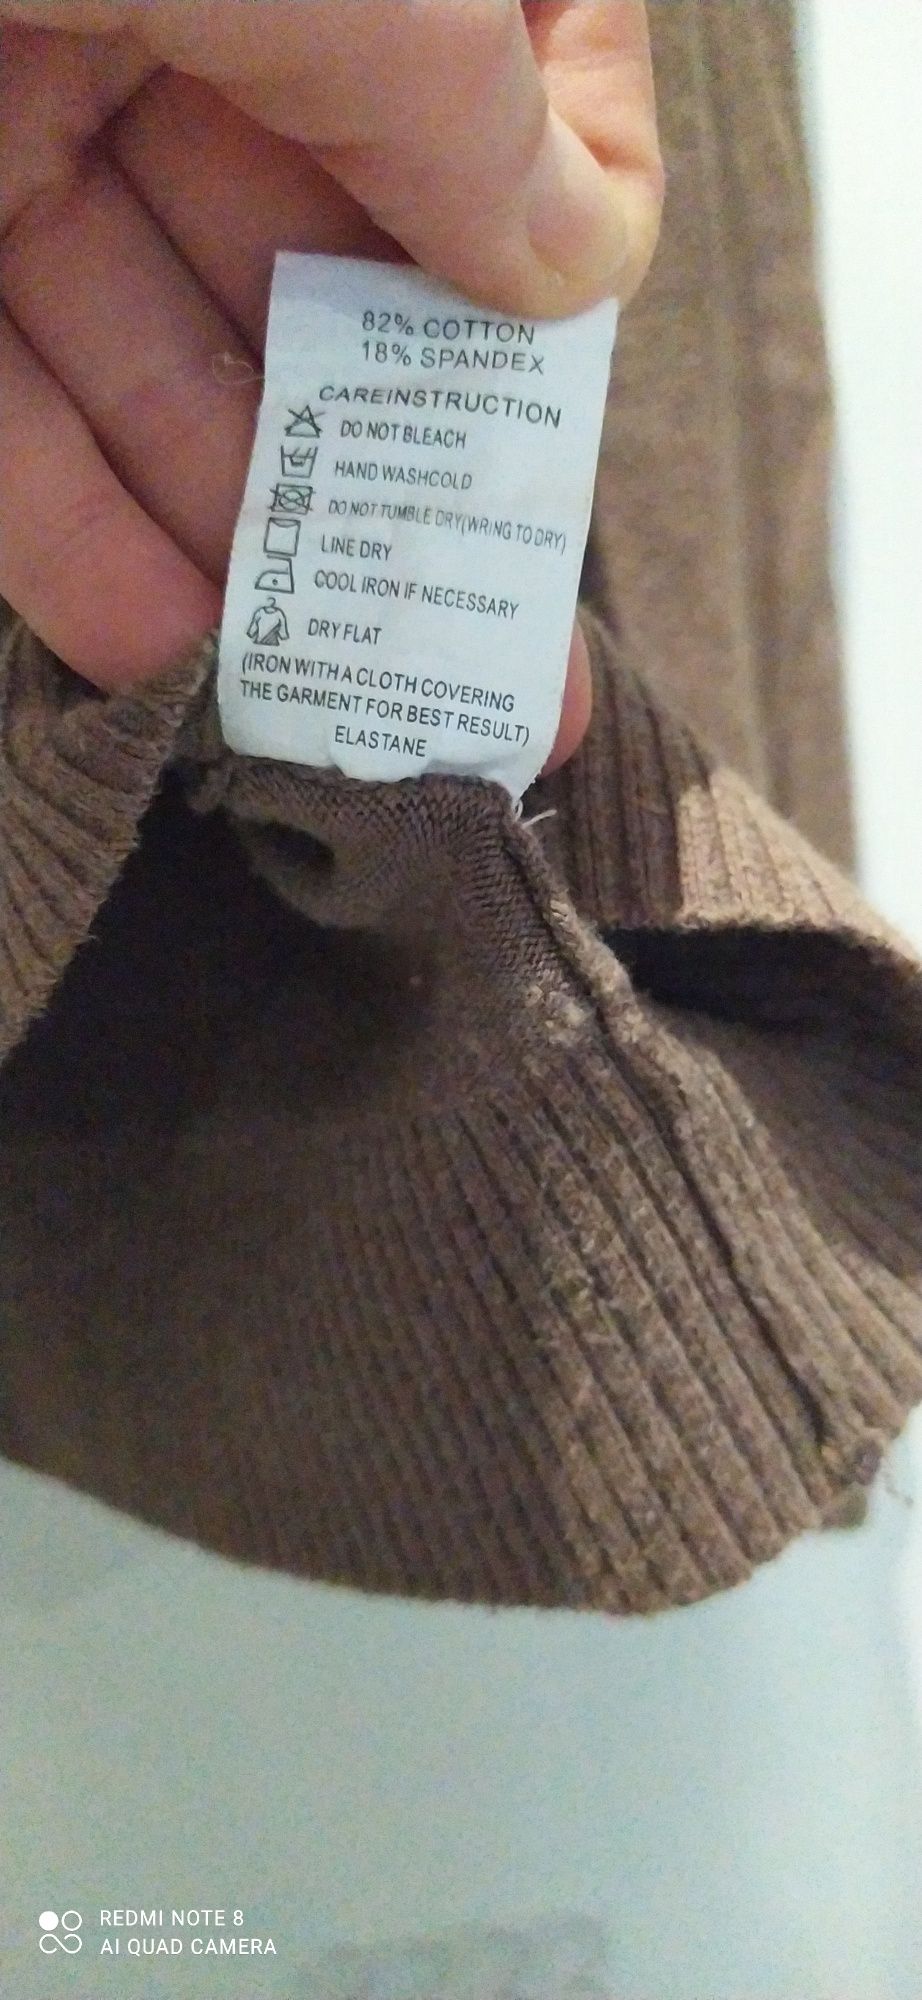 82% COTTON
18% SPANDEX
CAREINSTRUCTION
DO NOT BLEACH
HAND WASHCOLD
DO NOT TUMBLE DRY(WRING TO DRY)
LINE DRY
COOL IRON IF NECESSARY
DRY FLAT
(IRON WITH A CLOTH COVERING
THE GARMENT FOR BEST RESULT)
ELASTANE
REDMI NOTE 8
AI QUAD CAMERA